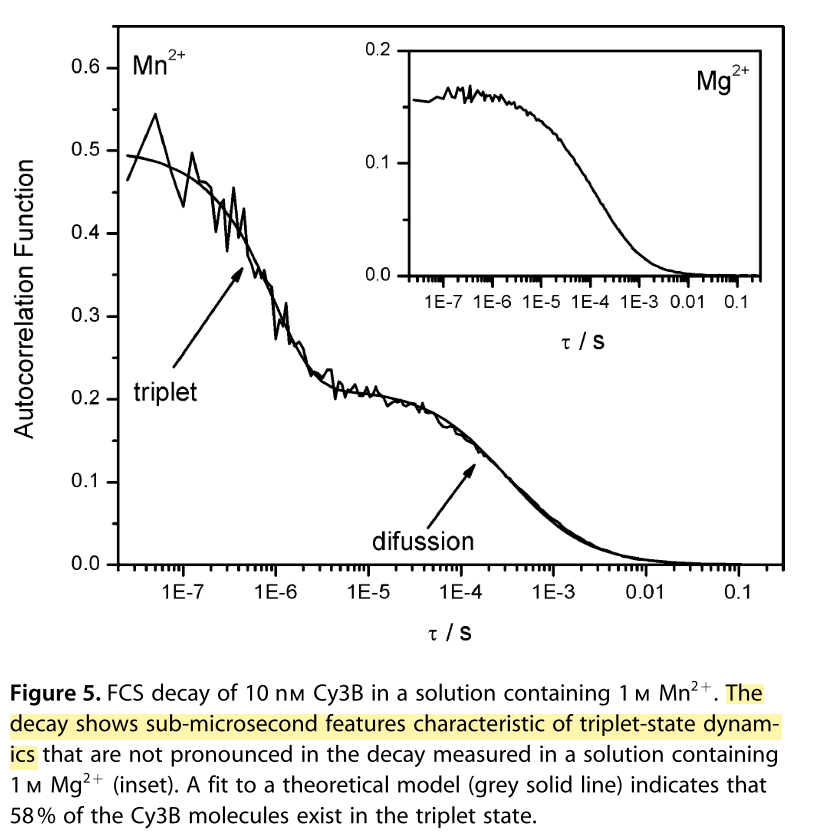 Mn²⁺
0.6
0.5
0.4
0.3
0.2
0.1
0.0
Autocorrelation Function
triplet
difussion
1E-7 1E-6 1E-5 1E-4 1E-3 0.01 0.1
τ / s
Mg²⁺
0.2
0.1
0.0
1E-7 1E-6 1E-5 1E-4 1E-3 0.01 0.1
τ / s
Figure 5. FCS decay of 10 nᴍ Cy3B in a solution containing 1 ᴍ Mn²⁺. The
decay shows sub-microsecond features characteristic of triplet-state dynam-
ics that are not pronounced in the decay measured in a solution containing
1 ᴍ Mg²⁺ (inset). A fit to a theoretical model (grey solid line) indicates that
58% of the Cy3B molecules exist in the triplet state.